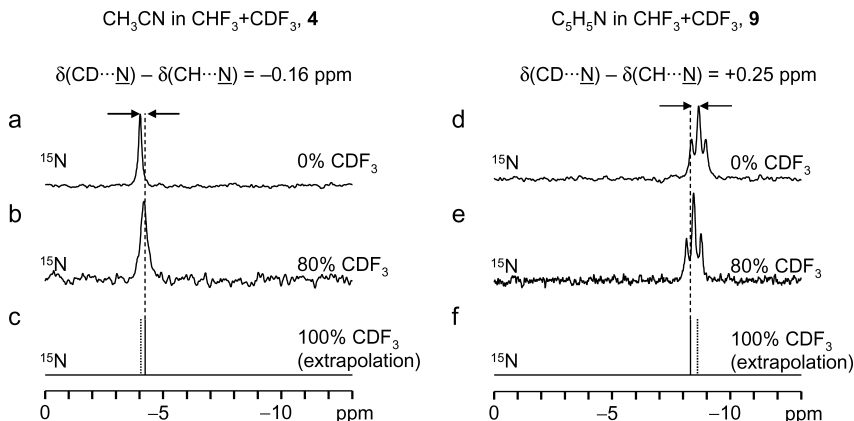 CH₃CN in CHF₃+CDF₃, 4
δ(CD···N) – δ(CH···N) = –0.16 ppm
a
¹⁵N
0% CDF₃
b
¹⁵N
80% CDF₃
c
100% CDF₃
(extrapolation)
¹⁵N
0
–5
–10
ppm
C₅H₅N in CHF₃+CDF₃, 9
δ(CD···N) – δ(CH···N) = +0.25 ppm
d
¹⁵N
0% CDF₃
e
¹⁵N
80% CDF₃
f
100% CDF₃
(extrapolation)
¹⁵N
0
–5
–10
ppm